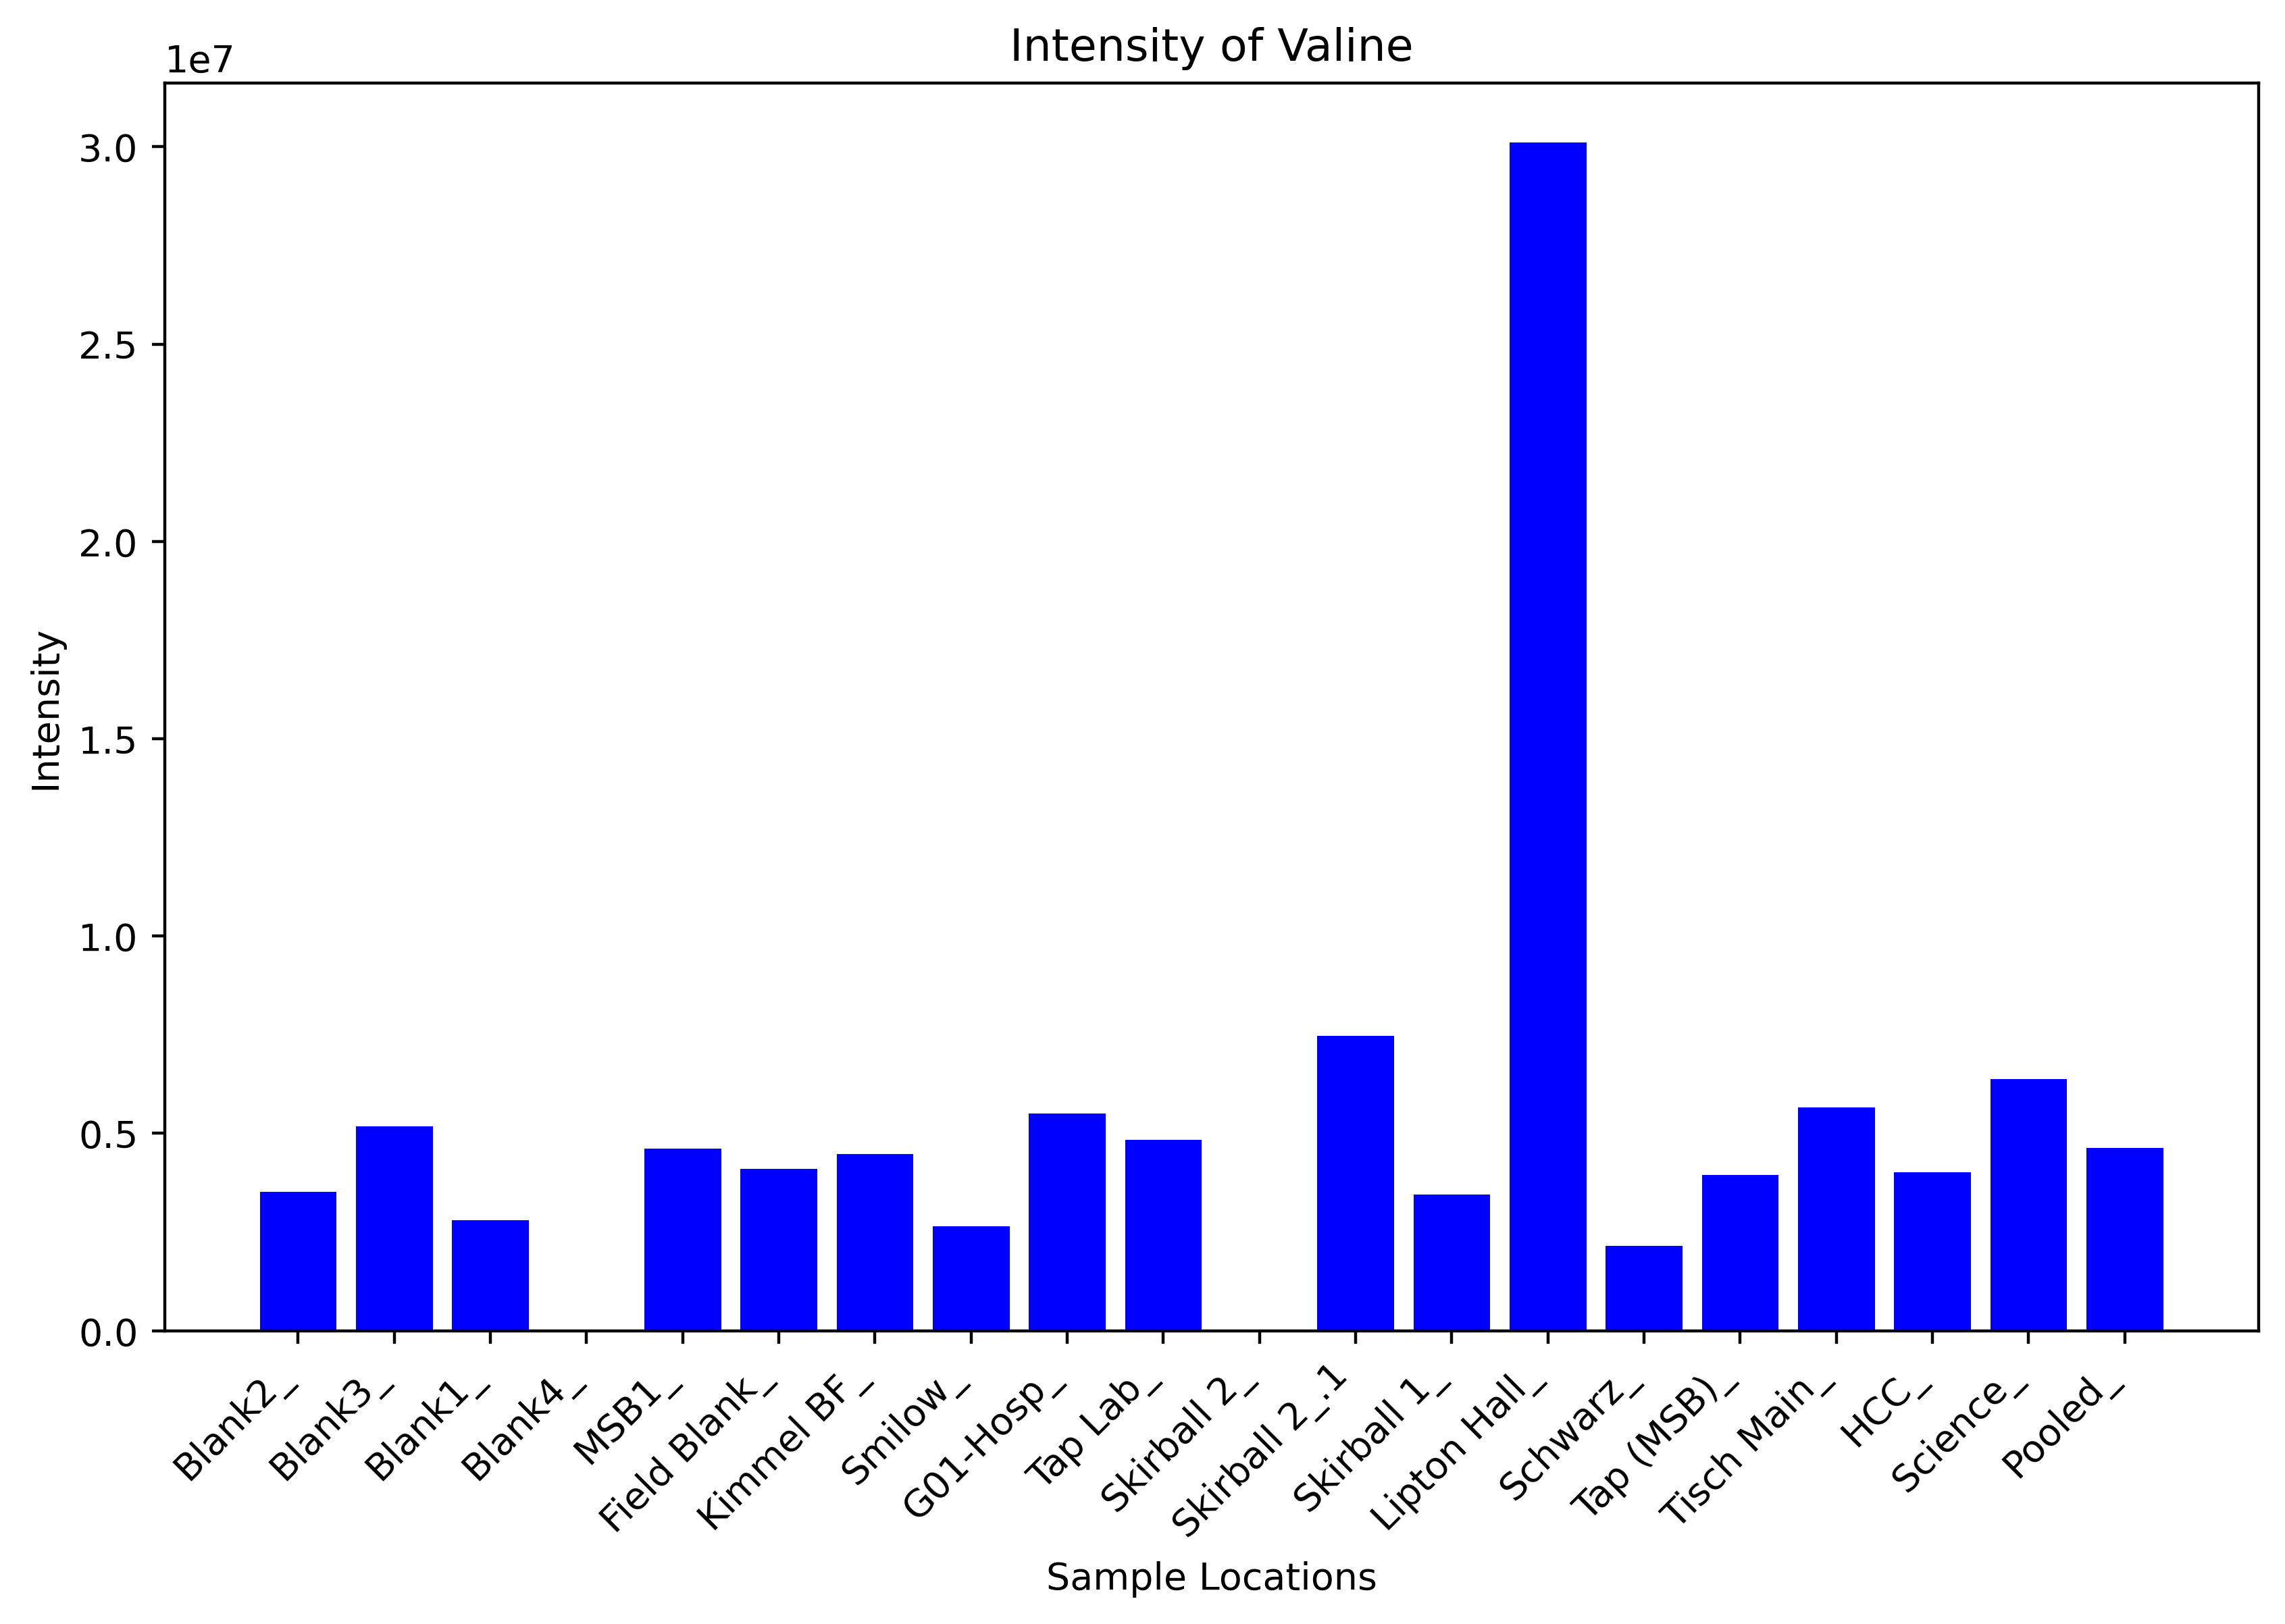 Intensity of Valine
1e7
3.0
2.5
2.0
1.5
1.0
0.5
0.0
Intensity
Blank2_
Blank3_
Blank1_
Blank4_
MSB1_
Field Blank_
Kimmel BF_
Smilow_
G01-Hosp_
Tap Lab_
Skirball 2_
Skirball 2_.1
Skirball 1_
Lipton Hall_
Schwarz_
Tap (MSB)_
Tisch Main_
HCC_
Science_
Pooled_
Sample Locations